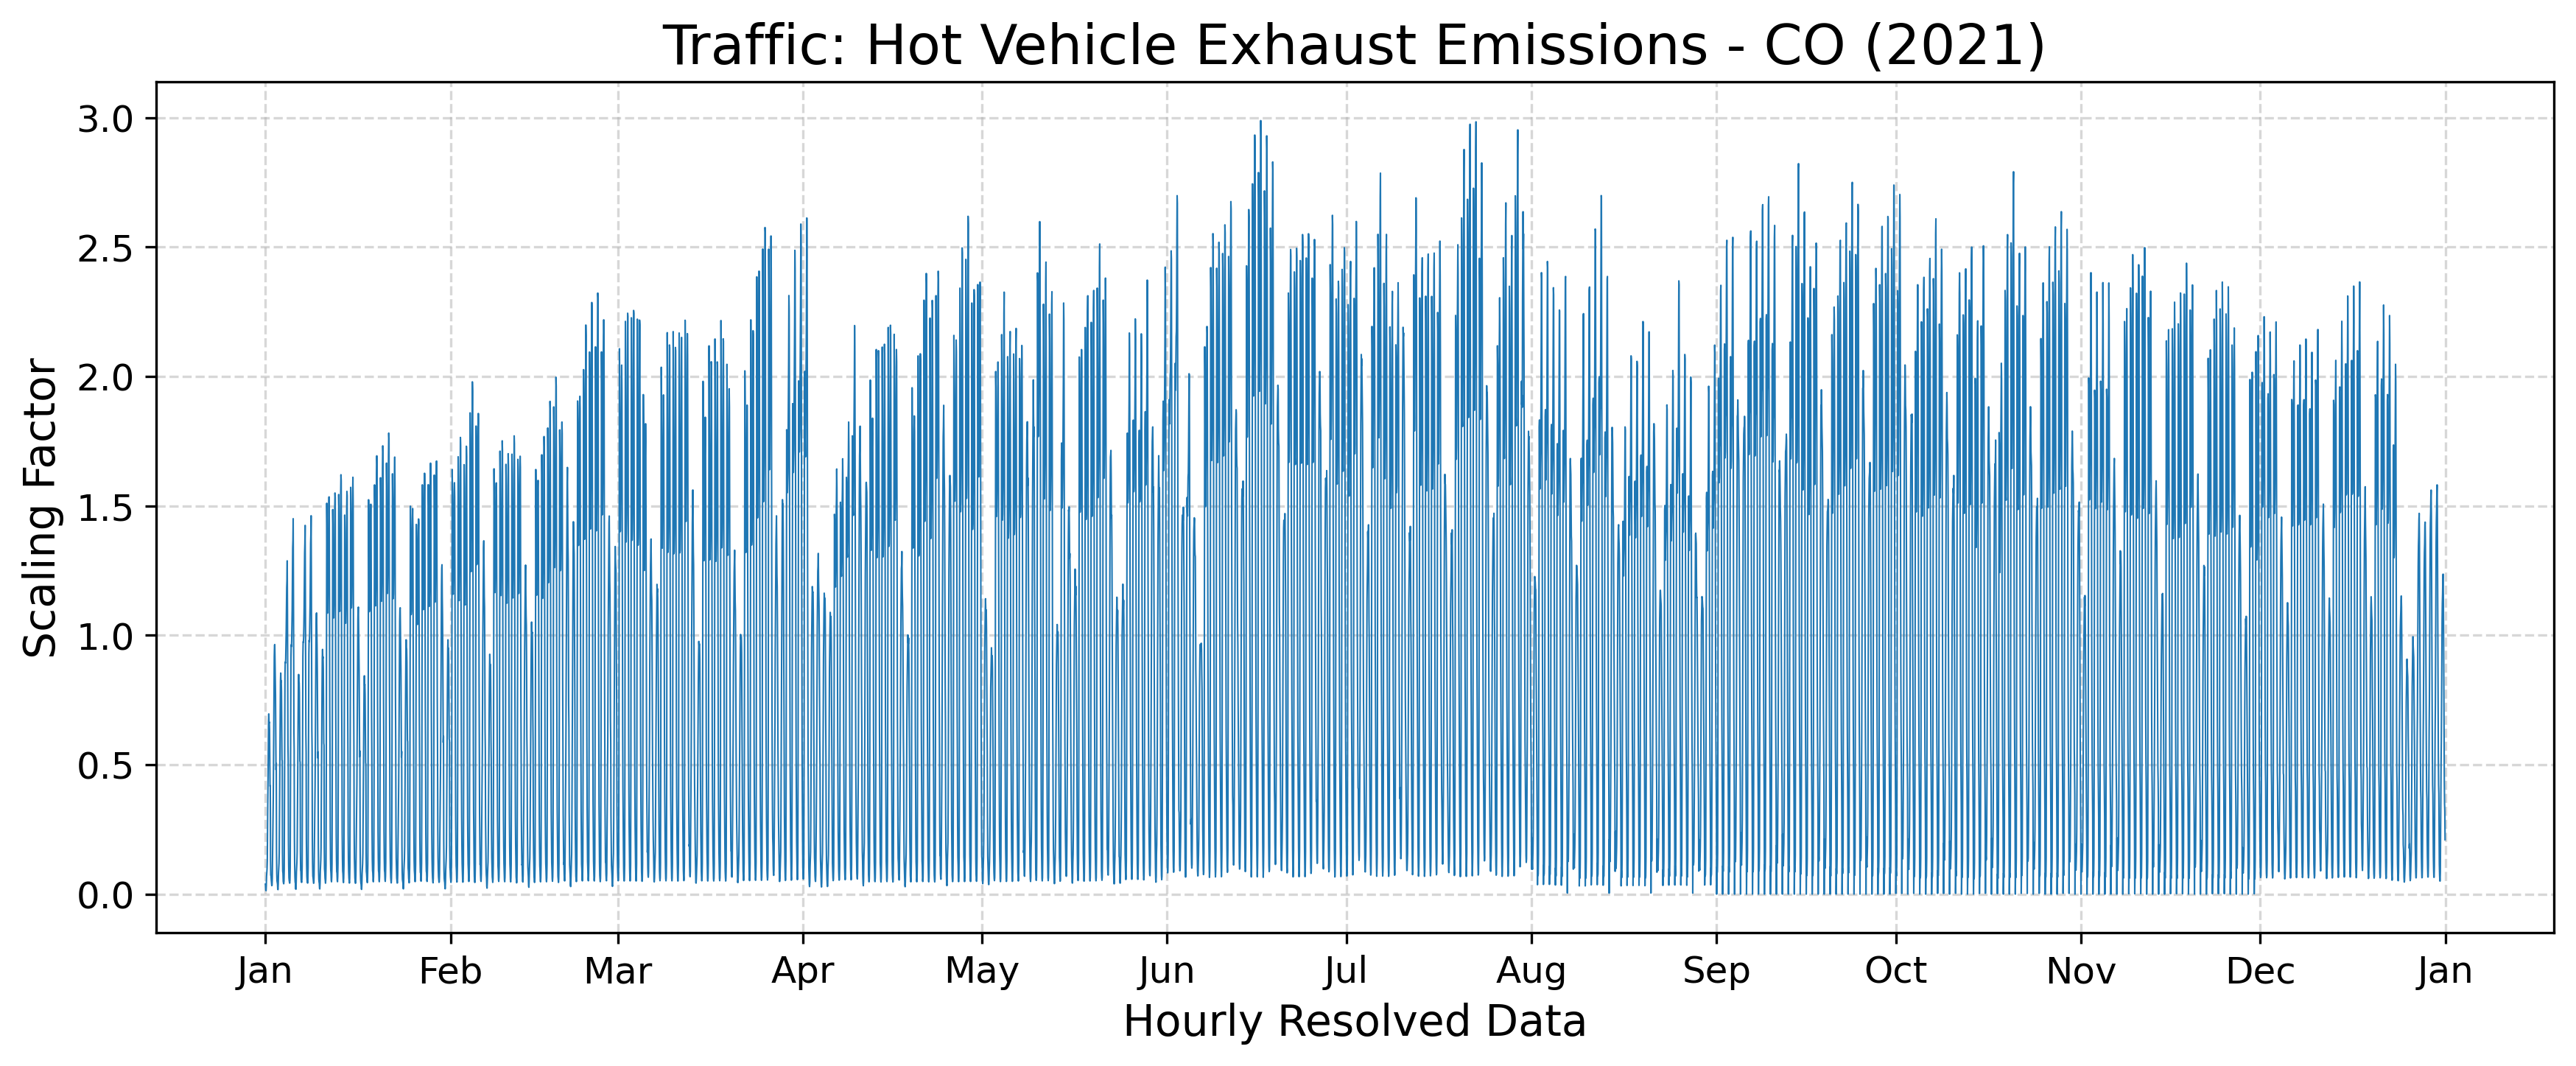 Traffic: Hot Vehicle Exhaust Emissions - CO (2021)
Scaling Factor
3.0
2.5
2.0
1.5
1.0
0.5
0.0
Jan Feb Mar Apr May Jun Jul Aug Sep Oct Nov Dec Jan
Hourly Resolved Data